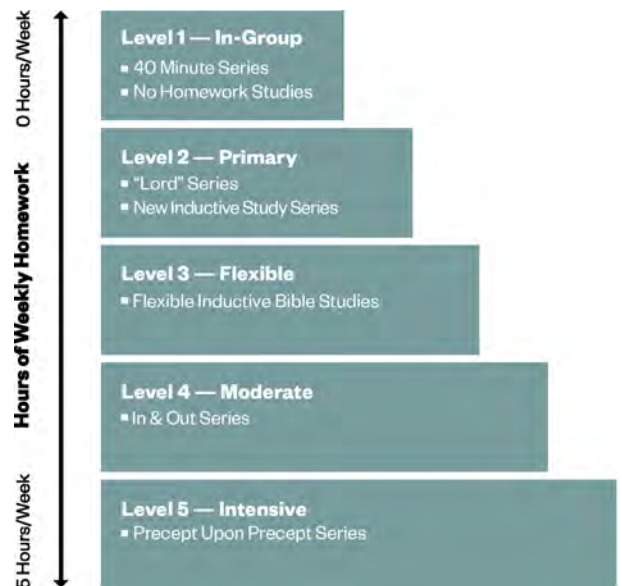 0 Hours/Week
Hours of Weekly Homework
5 Hours/Week
Level 1 — In-Group
▪ 40 Minute Series
▪ No Homework Studies
Level 2 — Primary
▪ “Lord” Series
▪ New Inductive Study Series
Level 3 — Flexible
▪ Flexible Inductive Bible Studies
Level 4 — Moderate
▪ In & Out Series
Level 5 — Intensive
▪ Precept Upon Precept Series